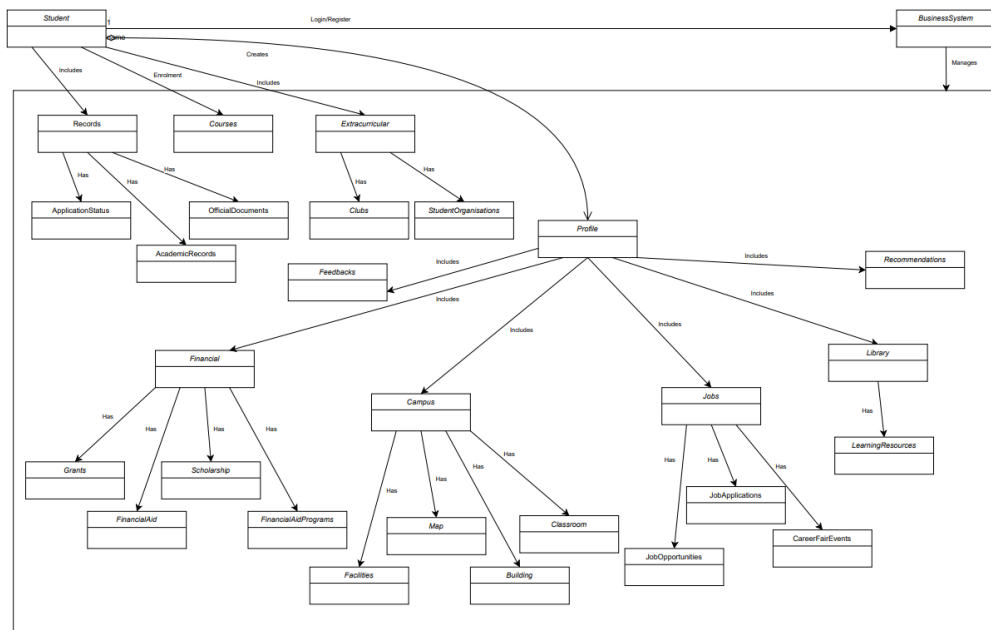 Student
Login/Register
BusinessSystem
1
Creates
Manages
Includes
Enrolment
Includes
Records
Courses
Extracurricular
Has
Has
Has
Has
Has
ApplicationStatus
OfficialDocuments
Clubs
StudentOrganisations
AcademicRecords
Profile
Feedbacks
Includes
Includes
Recommendations
Includes
Includes
Includes
Includes
Financial
Library
Campus
Jobs
Has
Has
Has
Has
Has
Grants
Scholarship
LearningResources
FinancialAid
FinancialAidPrograms
Has
Has
Has
Has
Map
Classroom
Facilities
Building
Has
Has
Has
JobApplications
JobOpportunities
CareerFairEvents